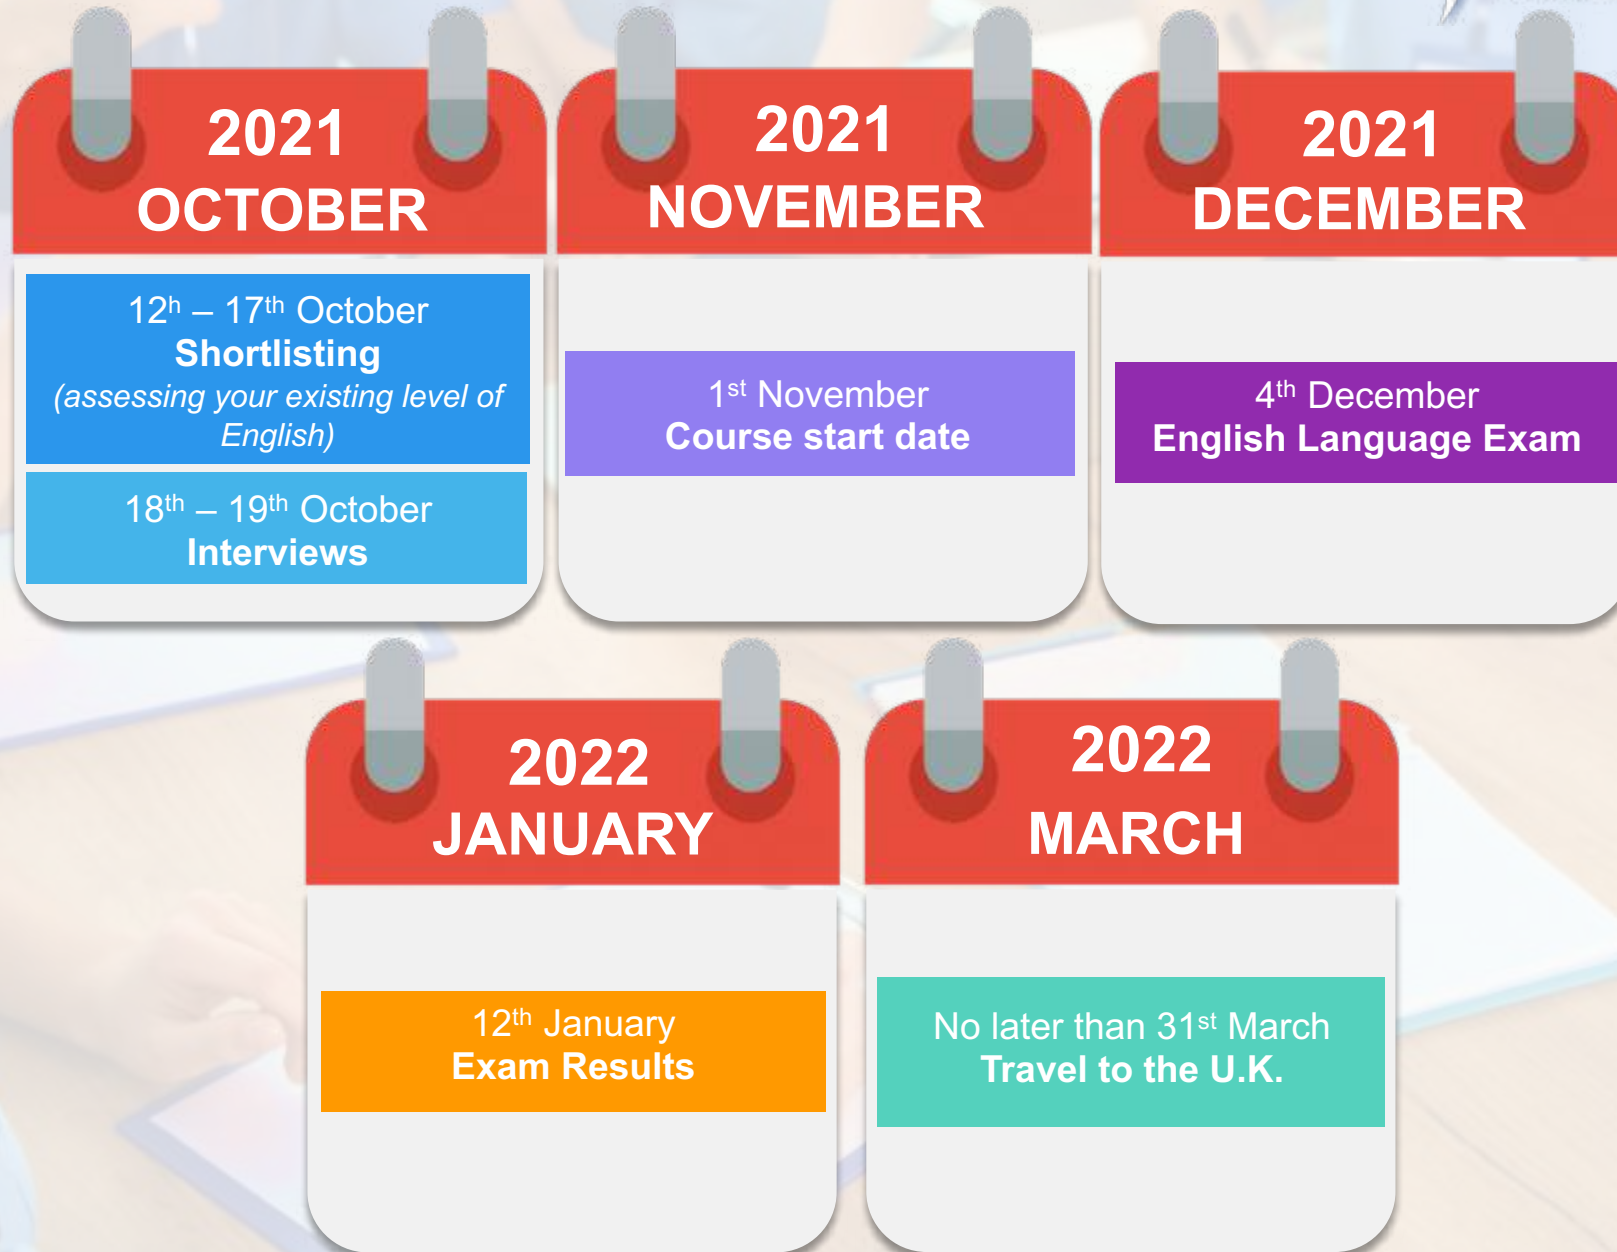 2021
OCTOBER
12h – 17th October
Shortlisting
(assessing your existing level of
English)
18th – 19th October
Interviews
2021
NOVEMBER
1st November
Course start date
2021
DECEMBER
4th December
English Language Exam
2022
JANUARY
12th January
Exam Results
2022
MARCH
No later than 31st March
Travel to the U.K.